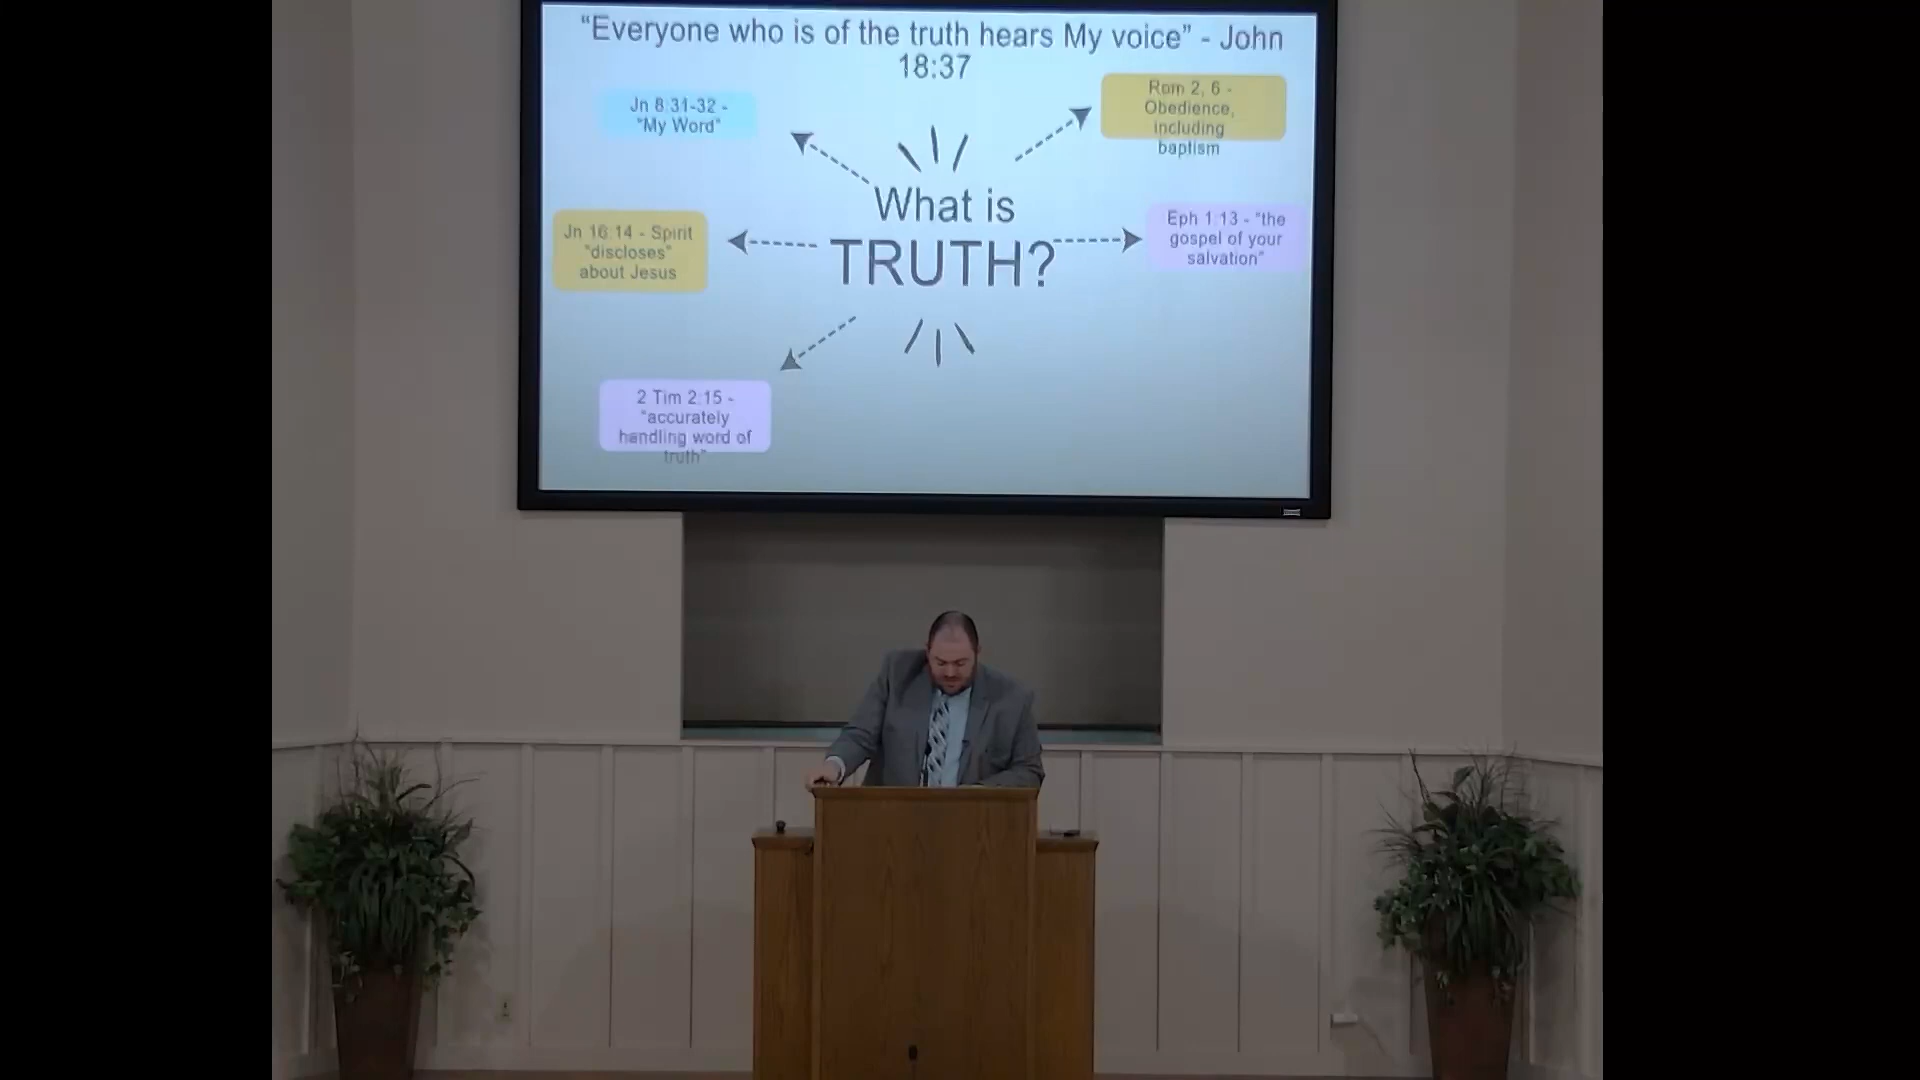 “Everyone who is of the truth hears My voice” - John
18:37
Jn 8:31-32 -
“My Word”
Rom 2, 6 -
Obedience,
including
baptism
What is
TRUTH?
Jn 16:14 - Spirit
“discloses”
about Jesus
Eph 1:13 - “the
gospel of your
salvation”
2 Tim 2:15 -
“accurately
handling word of
truth”